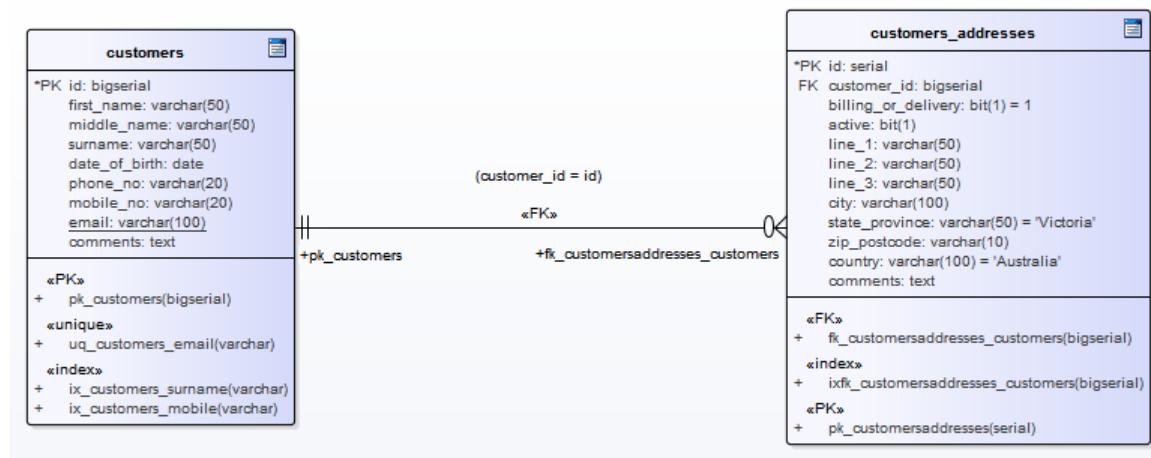 customers
*PK id: bigserial
first_name: varchar(50)
middle_name: varchar(50)
surname: varchar(50)
date_of_birth: date
phone_no: varchar(20)
mobile_no: varchar(20)
email: varchar(100)
comments: text
«PK»
+ pk_customers(bigserial)
«unique»
+ uq_customers_email(varchar)
«index»
+ ix_customers_surname(varchar)
+ ix_customers_mobile(varchar)
(customer_id = id)
«FK»
+pk_customers
+fk_customersaddresses_customers
customers_addresses
*PK id: serial
FK customer_id: bigserial
billing_or_delivery: bit(1) = 1
active: bit(1)
line_1: varchar(50)
line_2: varchar(50)
line_3: varchar(50)
city: varchar(100)
state_province: varchar(50) = 'Victoria'
zip_postcode: varchar(10)
country: varchar(100) = 'Australia'
comments: text
«FK»
+ fk_customersaddresses_customers(bigserial)
«index»
+ ixfk_customersaddresses_customers(bigserial)
«PK»
+ pk_customersaddresses(serial)